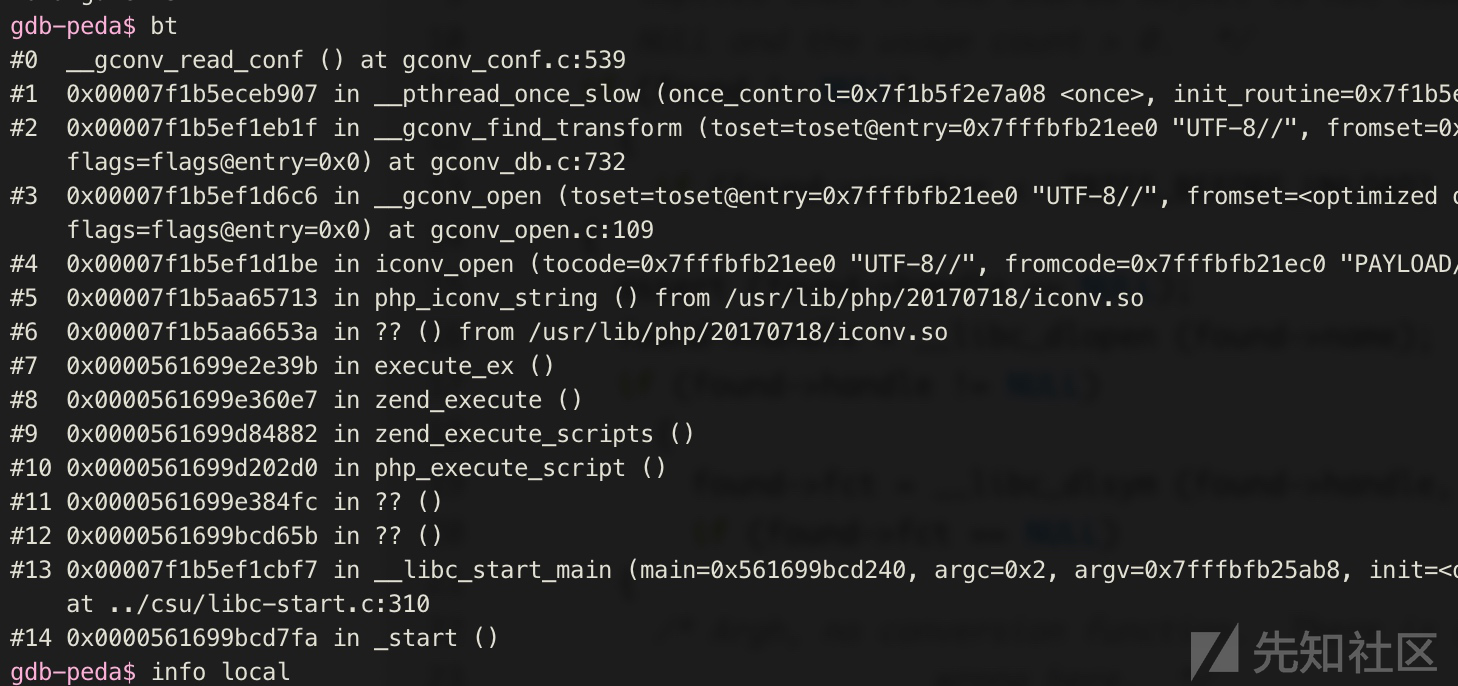 gdb-peda$ bt
#0  __gconv_read_conf () at gconv_conf.c:539
#1  0x00007f1b5eceb907 in __pthread_once_slow (once_control=0x7f1b5f2e7a08 <once>, init_routine=0x7f1b5e
#2  0x00007f1b5ef1eb1f in __gconv_find_transform (toset=toset@entry=0x7fffbfb21ee0 "UTF-8//", fromset=0x
    flags=flags@entry=0x0) at gconv_db.c:732
#3  0x00007f1b5ef1d6c6 in __gconv_open (toset=toset@entry=0x7fffbfb21ee0 "UTF-8//", fromset=<optimized o
    flags=flags@entry=0x0) at gconv_open.c:109
#4  0x00007f1b5ef1d1be in iconv_open (tocode=0x7fffbfb21ee0 "UTF-8//", fromcode=0x7fffbfb21ec0 "PAYLOAD/
#5  0x00007f1b5aa65713 in php_iconv_string () from /usr/lib/php/20170718/iconv.so
#6  0x00007f1b5aa6653a in ?? () from /usr/lib/php/20170718/iconv.so
#7  0x0000561699e2e39b in execute_ex ()
#8  0x0000561699e360e7 in zend_execute ()
#9  0x0000561699d84882 in zend_execute_scripts ()
#10 0x0000561699d202d0 in php_execute_script ()
#11 0x0000561699e384fc in ?? ()
#12 0x0000561699bcd65b in ?? ()
#13 0x00007f1b5ef1cbf7 in __libc_start_main (main=0x561699bcd240, argc=0x2, argv=0x7fffbfb25ab8, init=<o
    at ../csu/libc-start.c:310
#14 0x0000561699bcd7fa in _start ()
gdb-peda$ info local
先知社区